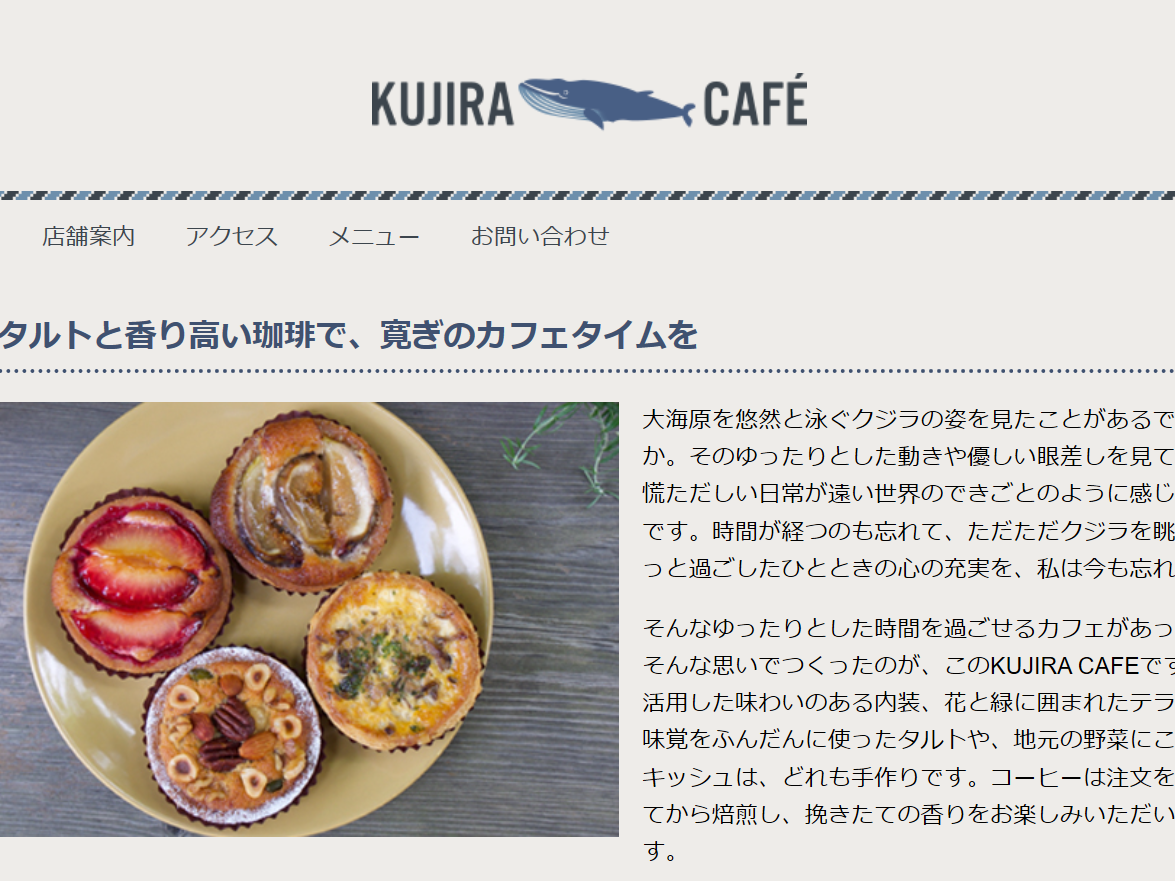 KUJIRA CAFÉ
店舗案内 アクセス メニュー お問い合わせ
タルトと香り高い珈琲で、寛ぎのカフェタイムを
大海原を悠然と泳ぐクジラの姿を見たことがあるで
か。そのゆったりとした動きや優しい眼差しを見て
慌ただしい日常が遠い世界のできごとのように感じ
です。時間が経つのも忘れて、ただただクジラを眺
っと過ごしたひとときの心の充実を、私は今も忘れ
そんなゆったりとした時間を過ごせるカフェがあっ
そんな思いでつくったのが、このKUJIRA CAFEです
活用した味わいのある内装、花と緑に囲まれたテラ
味覚をふんだんに使ったタルトや、地元の野菜にこ
キッシュは、どれも手作りです。コーヒーは注文を
てから焙煎し、挽きたての香りをお楽しみいただい
す。